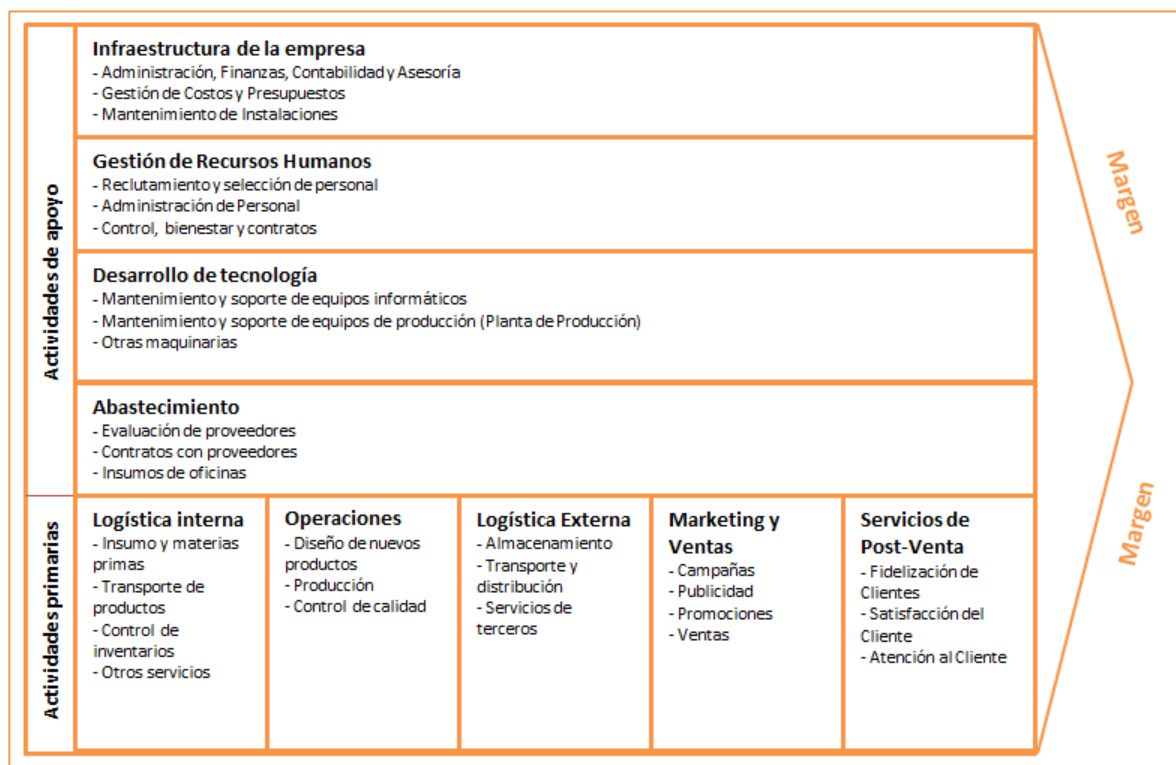 Actividades de apoyo
Infraestructura de la empresa
- Administración, Finanzas, Contabilidad y Asesoría
- Gestión de Costos y Presupuestos
- Mantenimiento de Instalaciones
Gestión de Recursos Humanos
- Reclutamiento y selección de personal
- Administración de Personal
- Control, bienestar y contratos
Desarrollo de tecnología
- Mantenimiento y soporte de equipos informáticos
- Mantenimiento y soporte de equipos de producción (Planta de Producción)
- Otras maquinarias
Abastecimiento
- Evaluación de proveedores
- Contratos con proveedores
- Insumos de oficinas
Actividades primarias
Logística interna
- Insumo y materias
primas
- Transporte de
productos
- Control de
inventarios
- Otros servicios
Operaciones
- Diseño de nuevos
productos
- Producción
- Control de calidad
Logística Externa
- Almacenamiento
- Transporte y
distribución
- Servicios de
terceros
Marketing y
Ventas
- Campañas
- Publicidad
- Promociones
- Ventas
Servicios de
Post-Venta
- Fidelización de
Clientes
- Satisfacción del
Cliente
- Atención al Cliente
Margen
Margen